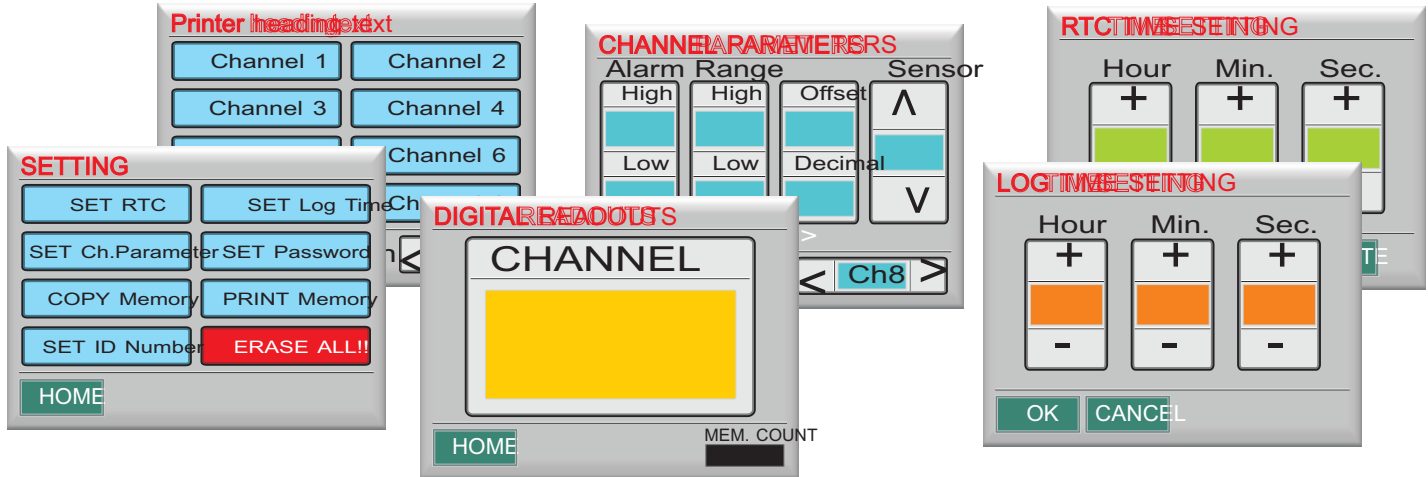 Printer heading text
Channel 1
Channel 2
Channel 3
Channel 4
Channel 6
SETTING
SET RTC
SET Log Time
SET Ch.Parameter
SET Password
COPY Memory
PRINT Memory
SET ID Number
ERASE ALL!!
HOME
<
DIGITAL READOUTS
CHANNEL
HOME
MEM. COUNT
CHANNEL PARAMETERS
Alarm Range Sensor
High High Offset
Λ
Low Low Decimal
V
>
< Ch8 >
RTC TIME SETTING
Hour Min. Sec.
+ + +
LOG TIME SETTING
Hour Min. Sec.
+ + +
- - -
OK CANCEL